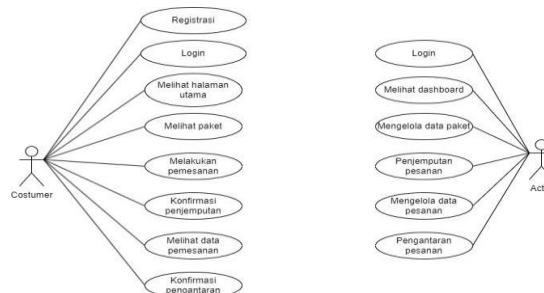 Registrasi
Login
Melihat halaman
utama
Melihat paket
Melakukan
pemesanan
Konfirmasi
penjemputan
Melihat data
pemesanan
Konfirmasi
pengantaran
Costumer
Login
Melihat dashboard
Mengelola data paket
Penjemputan
pesanan
Mengelola data
pesanan
Pengantaran
pesanan
Act